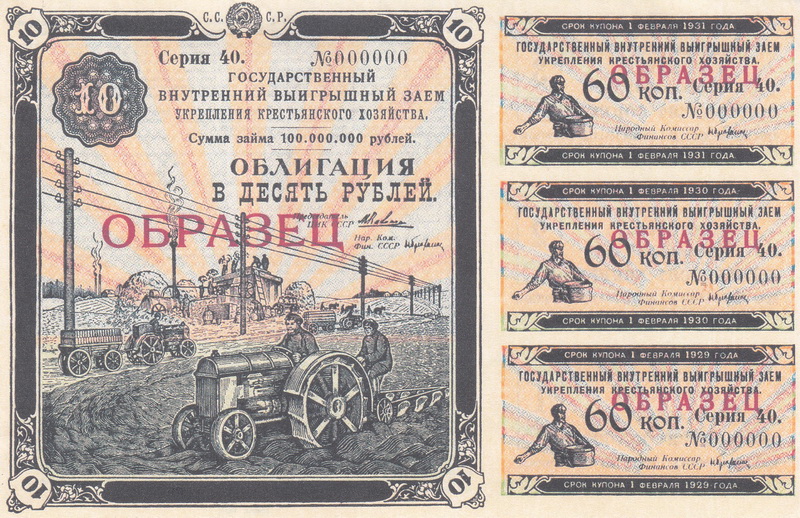 10
С.С. С.Р.
10
Серия 40. №000000
10
ГОСУДАРСТВЕННЫЙ
ВНУТРЕННИЙ ВЫИГРЫШНЫЙ ЗАЕМ
УКРЕПЛЕНИЯ КРЕСТЬЯНСКОГО ХОЗЯЙСТВА.
Сумма займа 100.000.000 рублей.
ОБЛИГАЦИЯ
В ДЕСЯТЬ РУБЛЕЙ.
ОБРАЗЕЦ
Председатель
ЦИК СССР
Нар. Ком.
Фин. СССР
10
10
СРОК КУПОНА 1 ФЕВРАЛЯ 1931 ГОДА
ГОСУДАРСТВЕННЫЙ ВНУТРЕННИЙ ВЫИГРЫШНЫЙ ЗАЕМ
УКРЕПЛЕНИЯ КРЕСТЬЯНСКОГО ХОЗЯЙСТВА.
ОБРАЗЕЦ
60 КОП. Серия 40.
№000000
Народный Комиссар
Финансов СССР
СРОК КУПОНА 1 ФЕВРАЛЯ 1931 ГОДА.
СРОК КУПОНА 1 ФЕВРАЛЯ 1930 ГОДА
ГОСУДАРСТВЕННЫЙ ВНУТРЕННИЙ ВЫИГРЫШНЫЙ ЗАЕМ
УКРЕПЛЕНИЯ КРЕСТЬЯНСКОГО ХОЗЯЙСТВА.
ОБРАЗЕЦ
60 КОП. Серия 40.
№000000
Народный Комиссар
Финансов СССР
СРОК КУПОНА 1 ФЕВРАЛЯ 1930 ГОДА
СРОК КУПОНА 1 ФЕВРАЛЯ 1929 ГОДА
ГОСУДАРСТВЕННЫЙ ВНУТРЕННИЙ ВЫИГРЫШНЫЙ ЗАЕМ
УКРЕПЛЕНИЯ КРЕСТЬЯНСКОГО ХОЗЯЙСТВА.
ОБРАЗЕЦ
60 КОП. Серия 40.
№000000
Народный Комиссар
Финансов СССР
СРОК КУПОНА 1 ФЕВРАЛЯ 1929 ГОДА